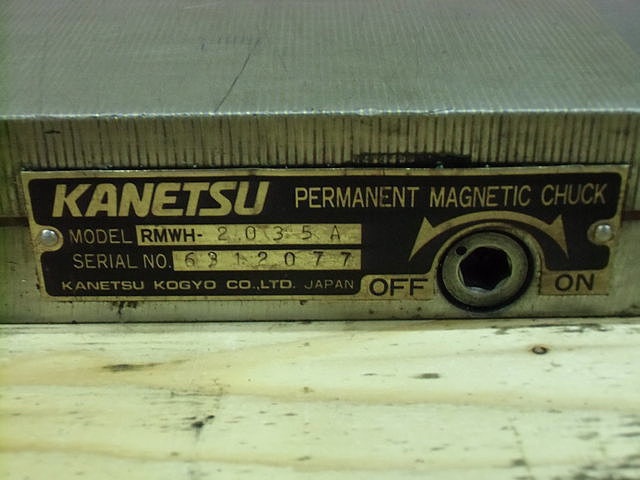 KANETSU PERMANENT MAGNETIC CHUCK
MODEL RMWH-2035A
SERIAL NO. 6312077
KANETSU KOGYO CO.,LTD. JAPAN
OFF ON